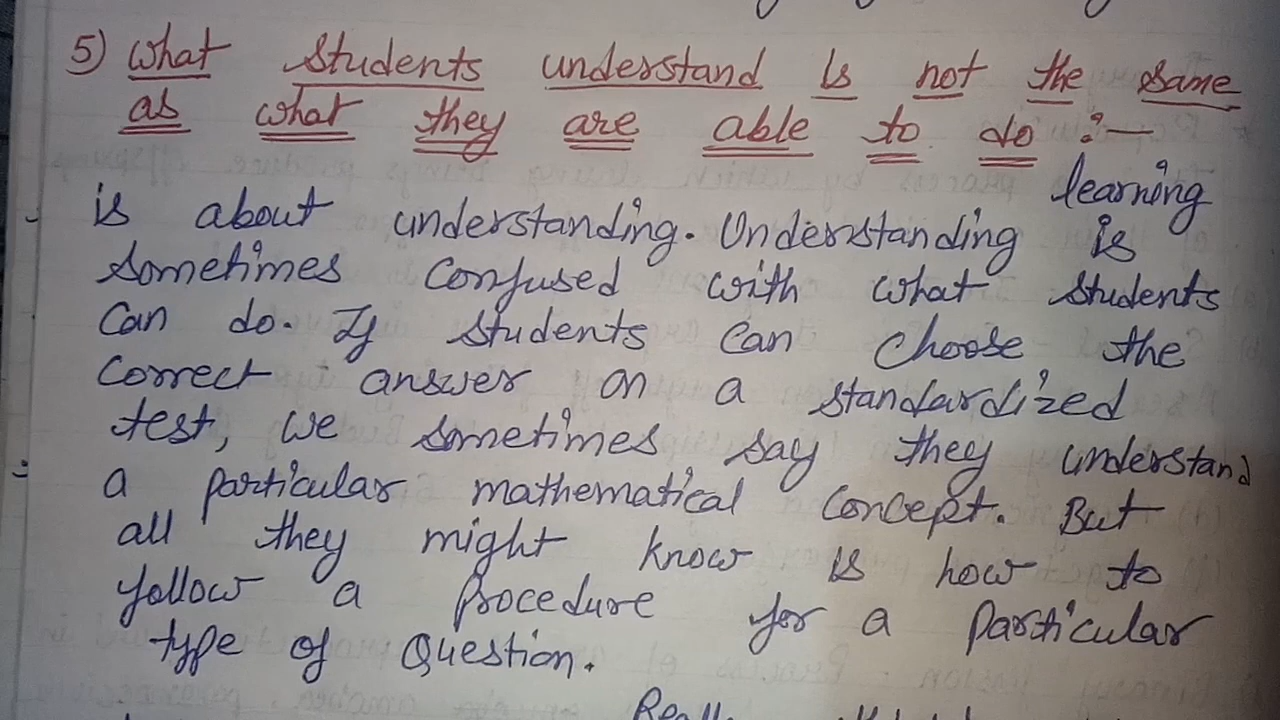 5) What students understand is not the same
as what they are able to do :-
learning
is about understanding. Understanding is
sometimes confused with what students
can do. If students can choose the
correct answer on a standardized
test, we sometimes say they understand
a particular mathematical concept. But
all they might know is how to
follow a procedure for a particular
type of question.